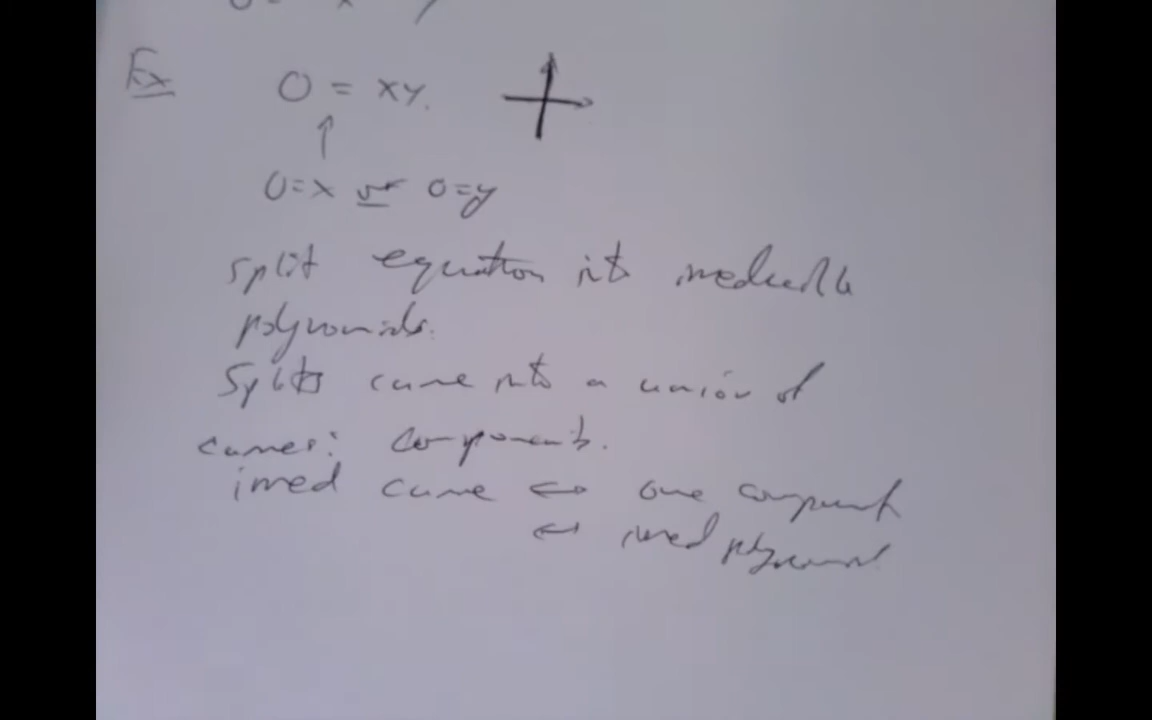 Ex 0 = xy.
↑
0=x or 0=y
split equation into irreducible
polynomials.
Splits curve into a union of
curves: components.
irred curve ↔ one component
↔ irred polynomial